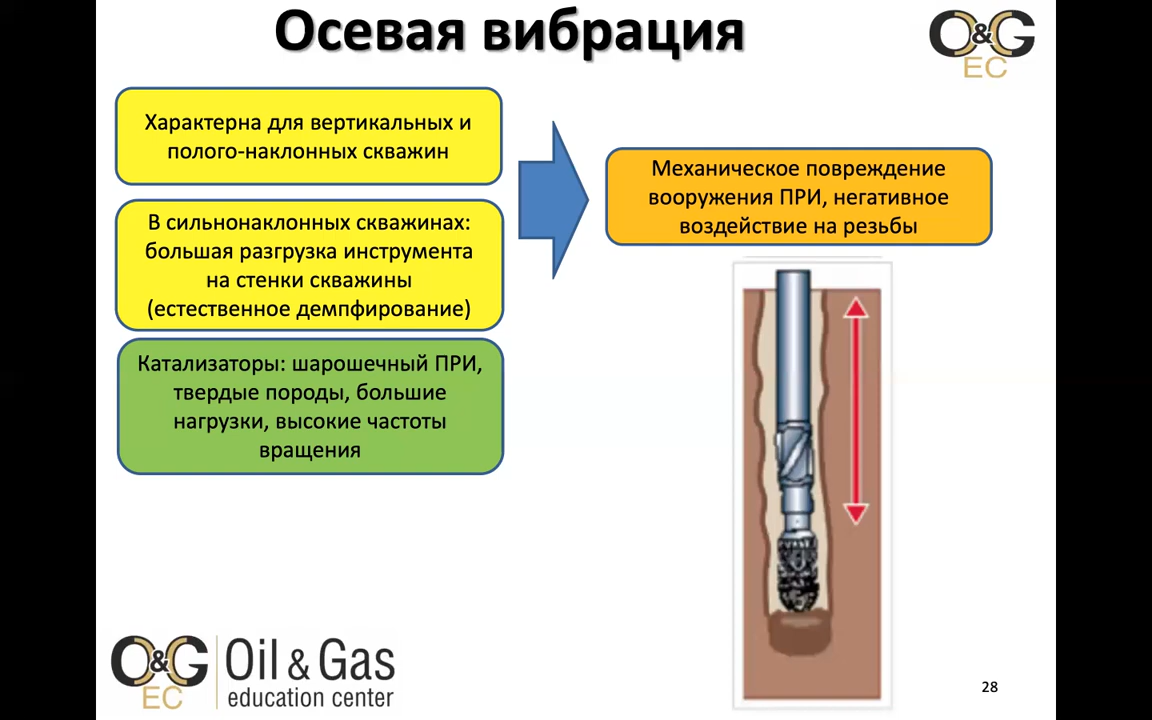 Осевая вибрация
O&G
EC
Характерна для вертикальных и
полого-наклонных скважин
В сильнонаклонных скважинах:
большая разгрузка инструмента
на стенки скважины
(естественное демпфирование)
Катализаторы: шарошечный ПРИ,
твердые породы, большие
нагрузки, высокие частоты
вращения
Механическое повреждение
вооружения ПРИ, негативное
воздействие на резьбы
O&G
EC
Oil & Gas
education center
28